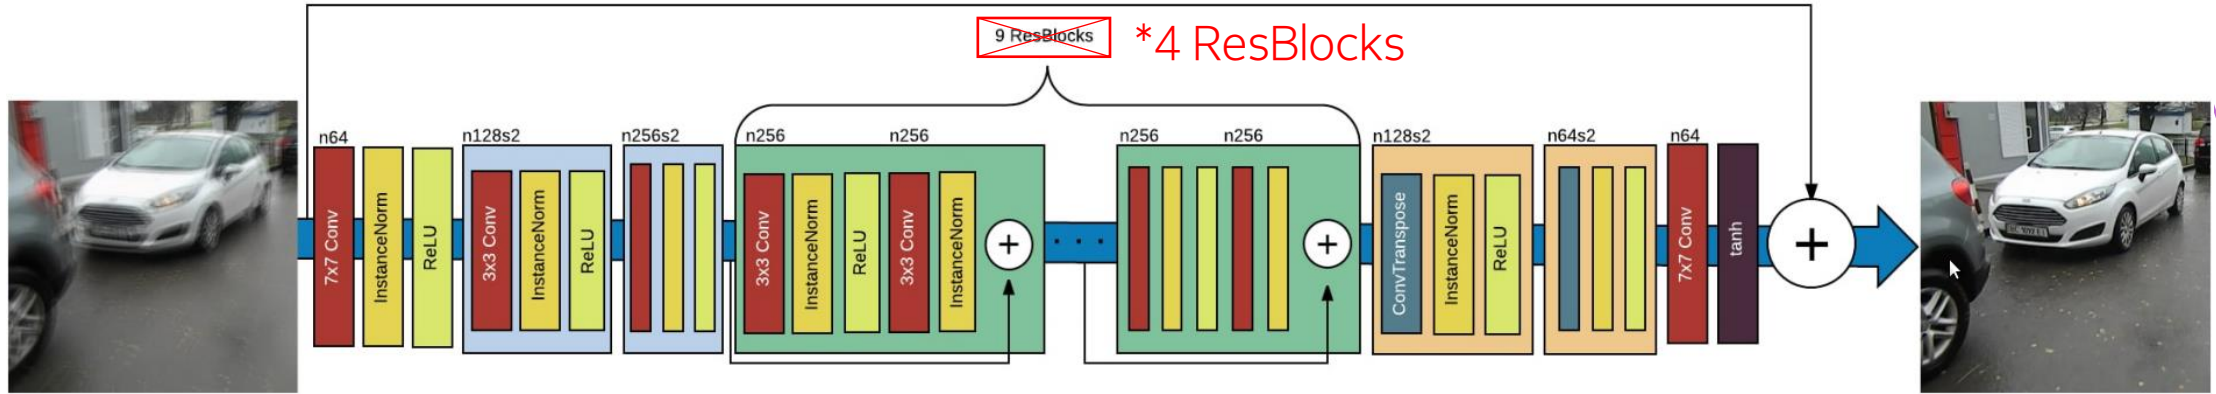 9 ResBlocks
*4 ResBlocks
n64
n128s2
n256s2
n256
n256
n256
n256
n128s2
n64s2
n64
7x7 Conv
InstanceNorm
ReLU
3x3 Conv
InstanceNorm
ReLU
3x3 Conv
InstanceNorm
ReLU
3x3 Conv
InstanceNorm
+
. . .
+
ConvTranspose
InstanceNorm
ReLU
7x7 Conv
tanh
+